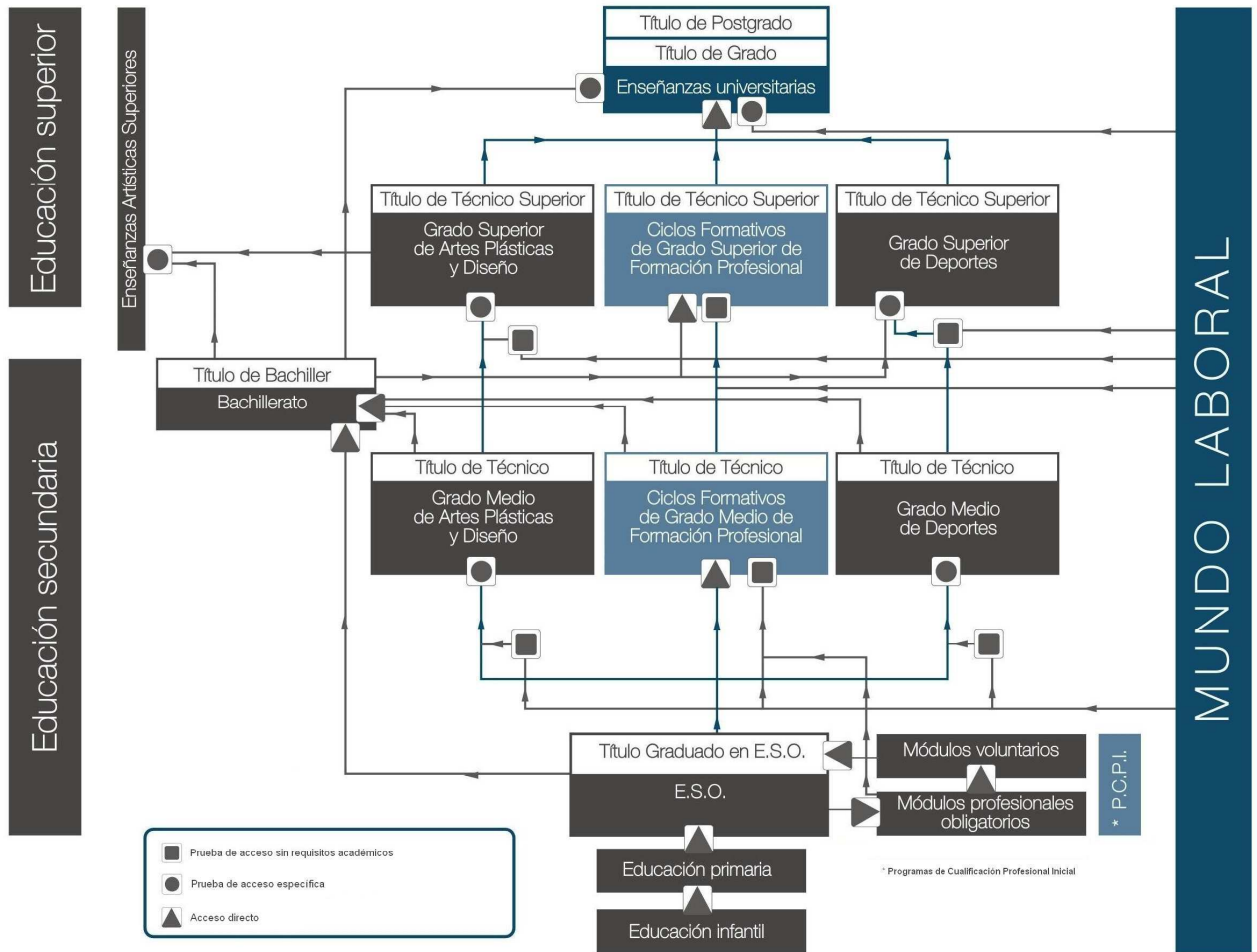 Educación superior
Enseñanzas Artísticas Superiores
Título de Postgrado
Título de Grado
Enseñanzas universitarias
Título de Técnico Superior
Grado Superior
de Artes Plásticas
y Diseño
Título de Técnico Superior
Ciclos Formativos
de Grado Superior de
Formación Profesional
Título de Técnico Superior
Grado Superior
de Deportes
MUNDO LABORAL
Educación secundaria
Título de Bachiller
Bachillerato
Título de Técnico
Grado Medio
de Artes Plásticas
y Diseño
Título de Técnico
Ciclos Formativos
de Grado Medio de
Formación Profesional
Título de Técnico
Grado Medio
de Deportes
Título Graduado en E.S.O.
E.S.O.
Módulos voluntarios
Módulos profesionales
obligatorios
* P.C.P.I.
Educación primaria
Educación infantil
* Programas de Cualificación Profesional Inicial
Prueba de acceso sin requisitos académicos
Prueba de acceso específica
Acceso directo